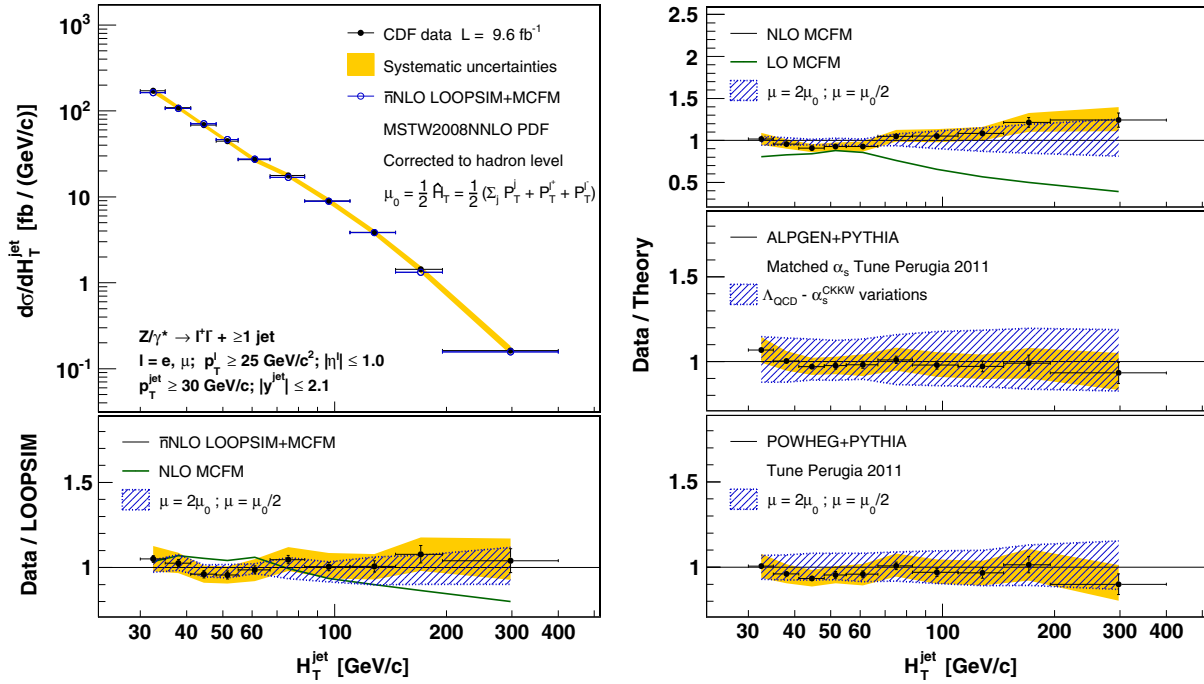 10³
10²
10
1
10⁻¹
dσ/dH_T^jet [fb / (GeV/c)]
CDF data L = 9.6 fb⁻¹
Systematic uncertainties
n̄NLO LOOPSIM+MCFM
MSTW2008NNLO PDF
Corrected to hadron level
μ₀ = 1/2 Ĥ_T = 1/2 (Σ_j P_T^j + P_T^l⁺ + P_T^l⁻)
Z/γ* → l⁺l⁻ + ≥1 jet
l = e, μ; p_T^l ≥ 25 GeV/c²; |η^l| ≤ 1.0
p_T^jet ≥ 30 GeV/c; |y^jet| ≤ 2.1
Data / LOOPSIM
1.5
1
n̄NLO LOOPSIM+MCFM
NLO MCFM
μ = 2μ₀ ; μ = μ₀/2
30 40 50 60 100 200 300 400
H_T^jet [GeV/c]
Data / Theory
2.5
2
1.5
1
0.5
NLO MCFM
LO MCFM
μ = 2μ₀ ; μ = μ₀/2
1.5
1
ALPGEN+PYTHIA
Matched α_s Tune Perugia 2011
Λ_QCD - α_s^CKKW variations
1.5
1
POWHEG+PYTHIA
Tune Perugia 2011
μ = 2μ₀ ; μ = μ₀/2
30 40 50 60 100 200 300 400
H_T^jet [GeV/c]